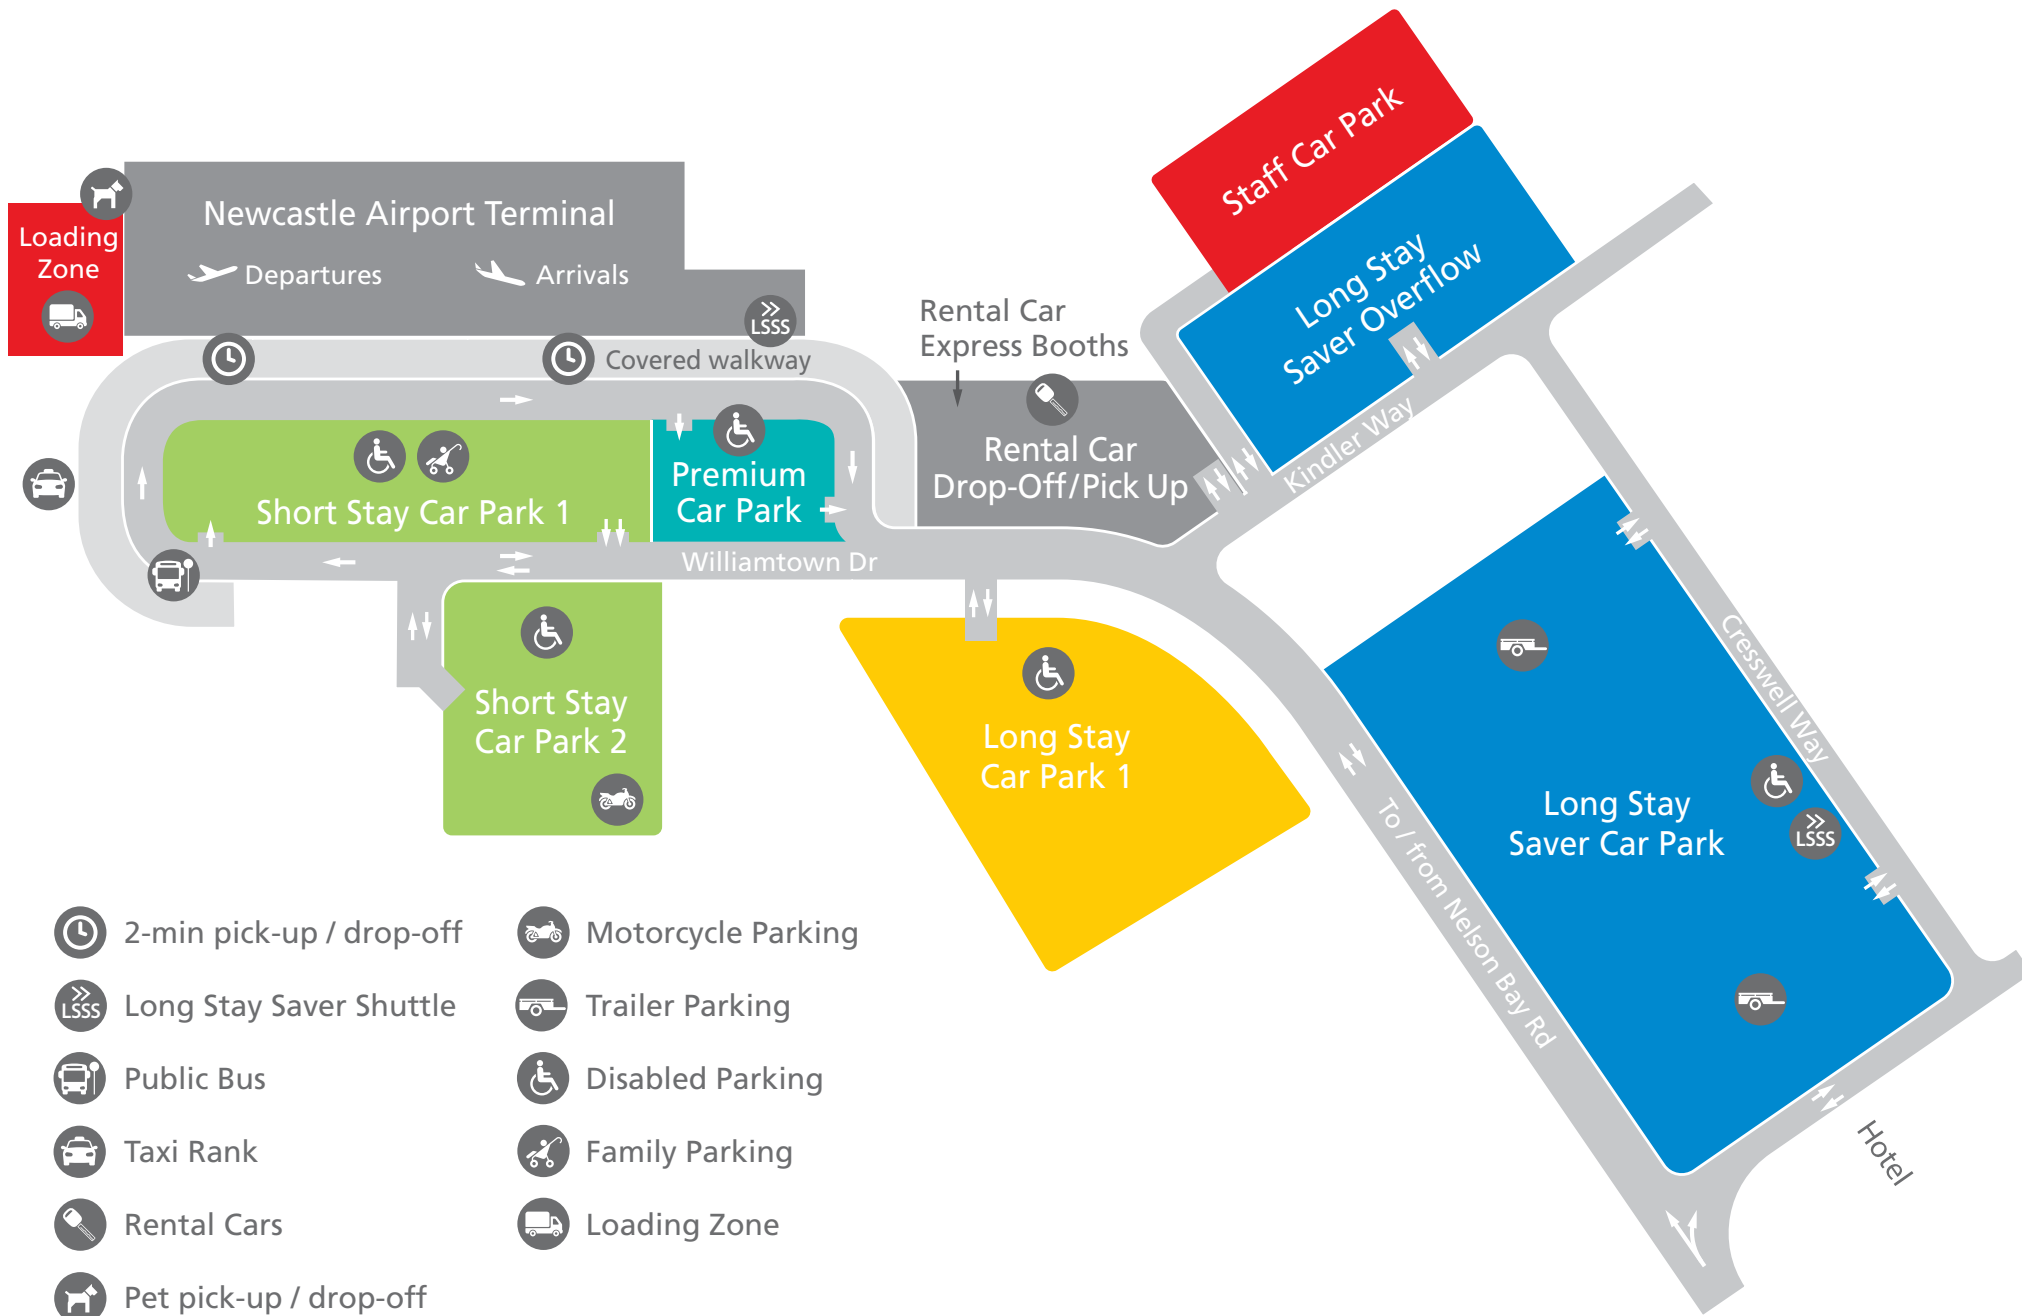 Staff Car Park
Long Stay
Saver Overflow
Newcastle Airport Terminal
Departures
Arrivals
Loading
Zone
LSSS
Covered walkway
Rental Car
Express Booths
Rental Car
Drop-Off/Pick Up
Kindler Way
Short Stay Car Park 1
Premium
Car Park
Williamtown Dr
Short Stay
Car Park 2
Long Stay
Car Park 1
Cresswell Way
Long Stay
Saver Car Park
LSSS
To / from Nelson Bay Rd
Hotel
2-min pick-up / drop-off
LSSS
Long Stay Saver Shuttle
Public Bus
Taxi Rank
Rental Cars
Pet pick-up / drop-off
Motorcycle Parking
Trailer Parking
Disabled Parking
Family Parking
Loading Zone